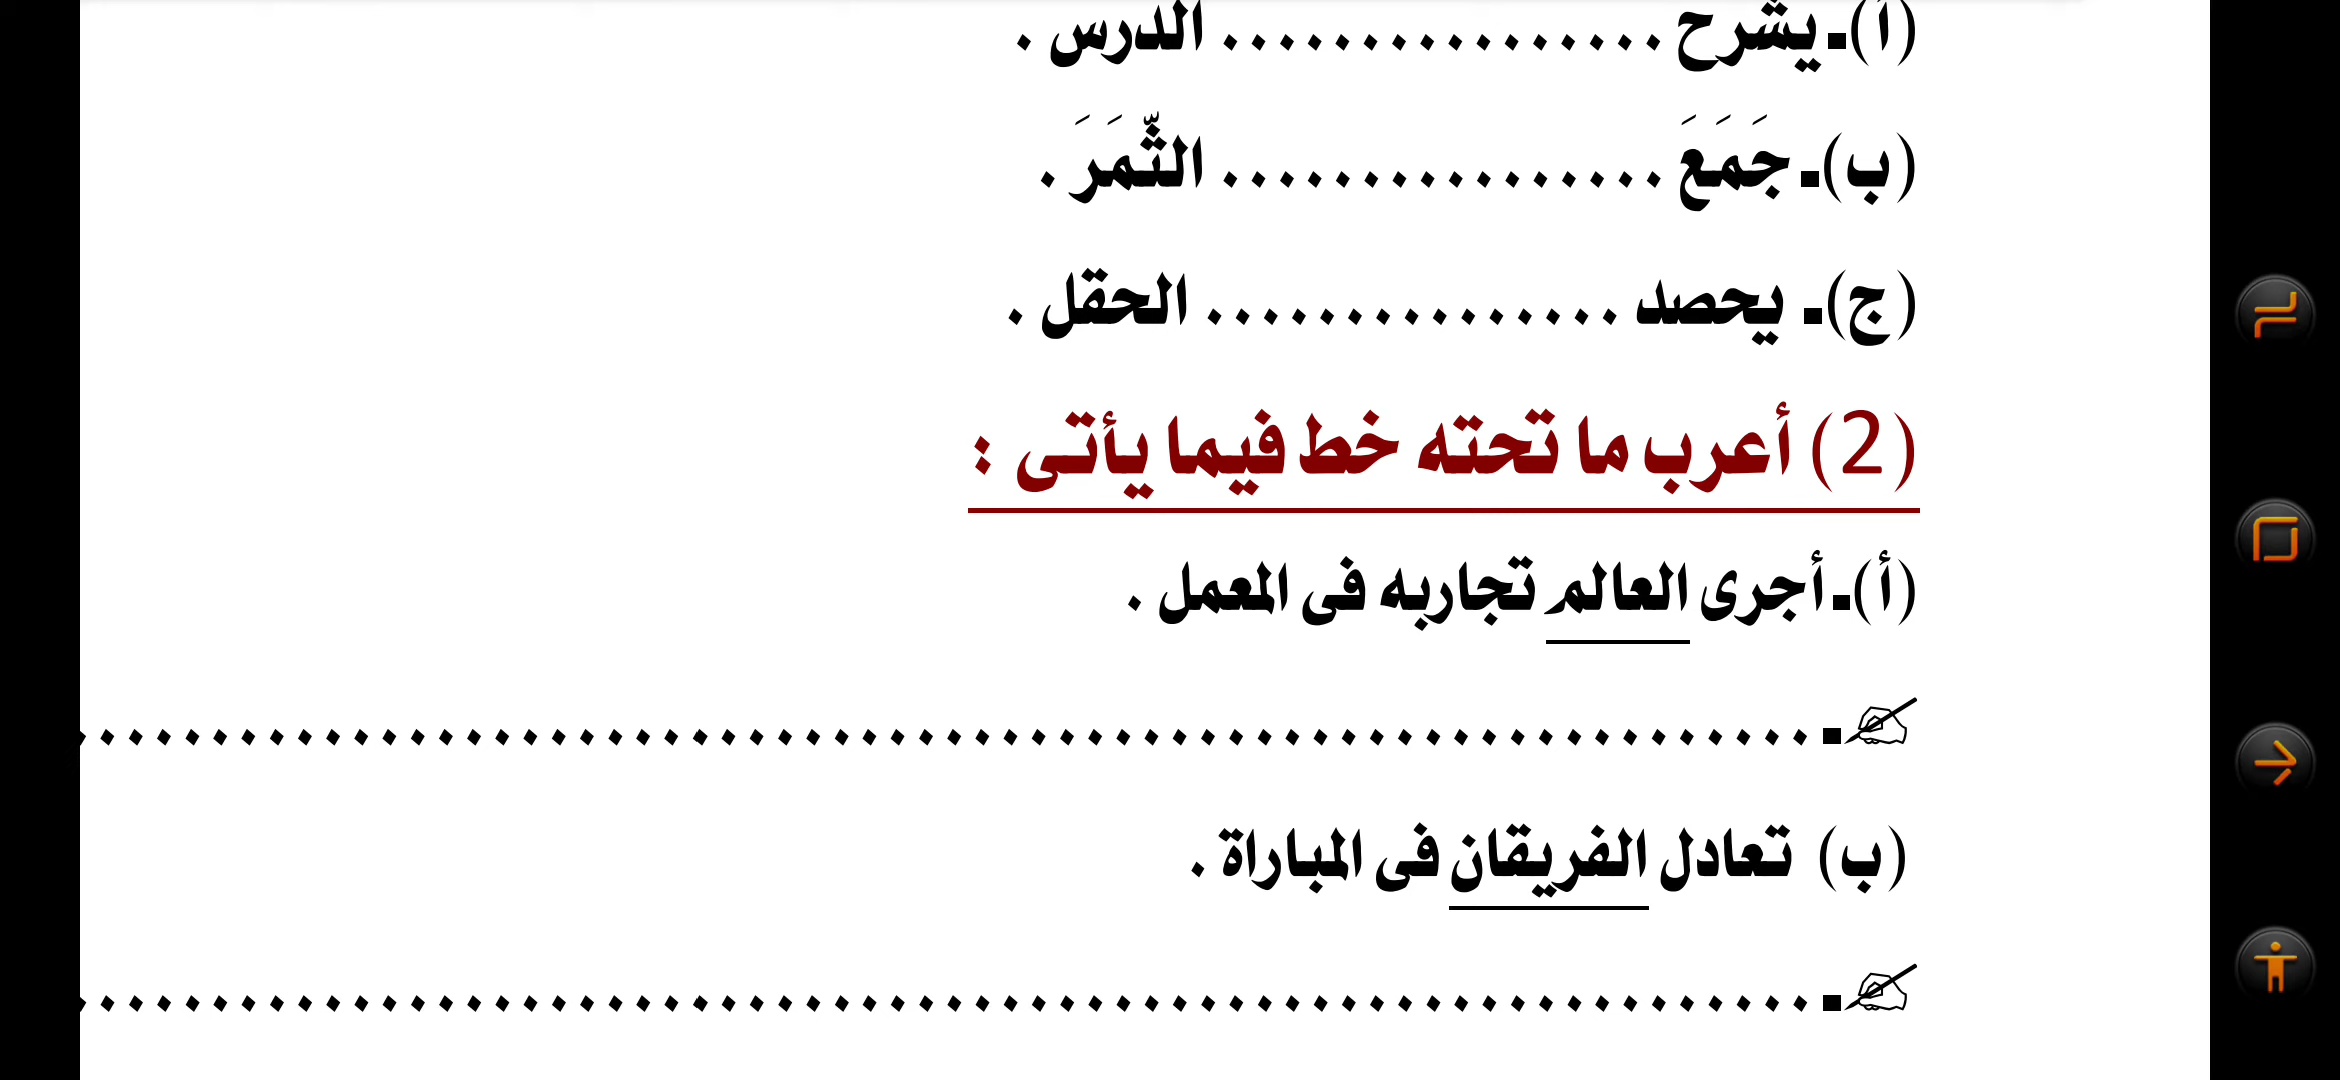 (أ)ـ يشرح ................ الدرس .
(ب)ـ جَمَعَ ................ الثّمَرَ .
(ج)ـ يحصد ............... الحقل .
(2) أعرب ما تحته خط فيما يأتى :
(أ)ـ أجرى العالم تجاربه فى المعمل .
✍ـ ..............................................................
(ب) تعادل الفريقان فى المباراة .
✍ـ ..............................................................